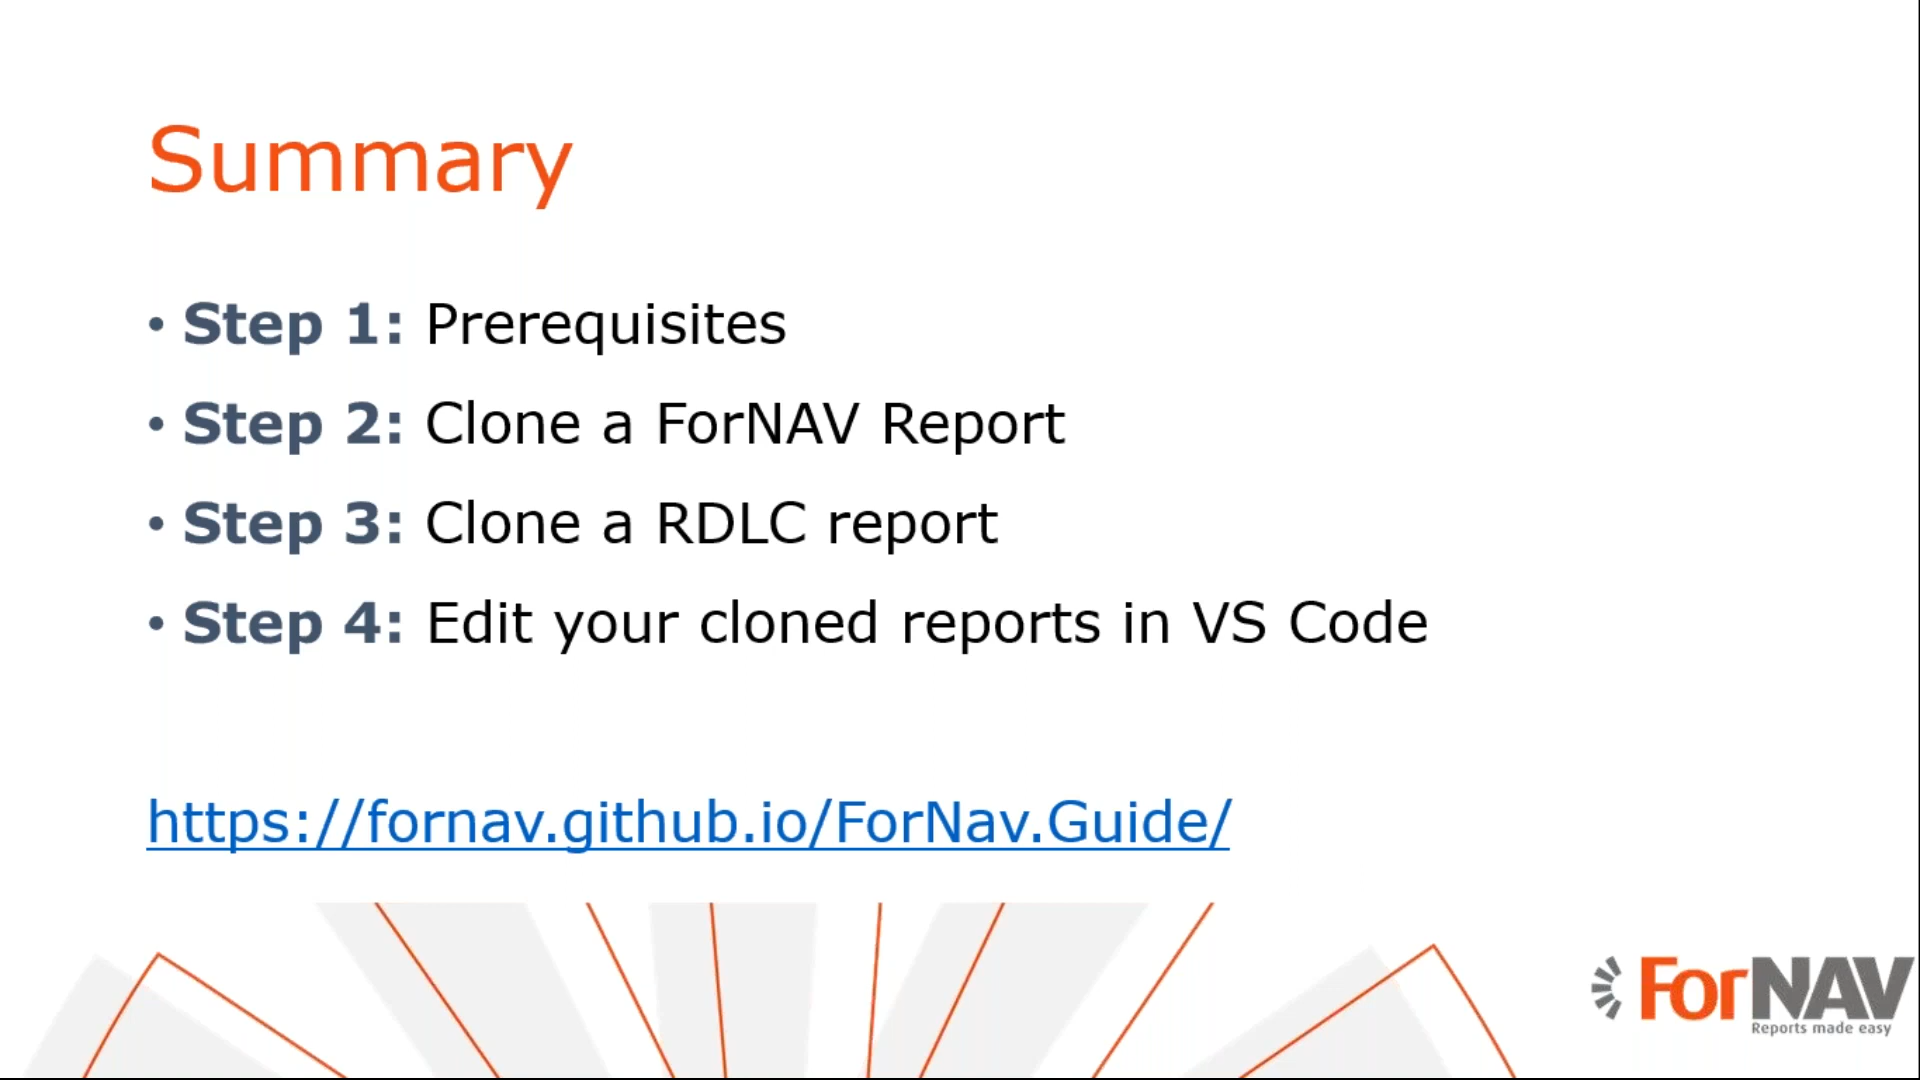 Summary
• Step 1: Prerequisites
• Step 2: Clone a ForNAV Report
• Step 3: Clone a RDLC report
• Step 4: Edit your cloned reports in VS Code
https://fornav.github.io/ForNav.Guide/
ForNAV
Reports made easy